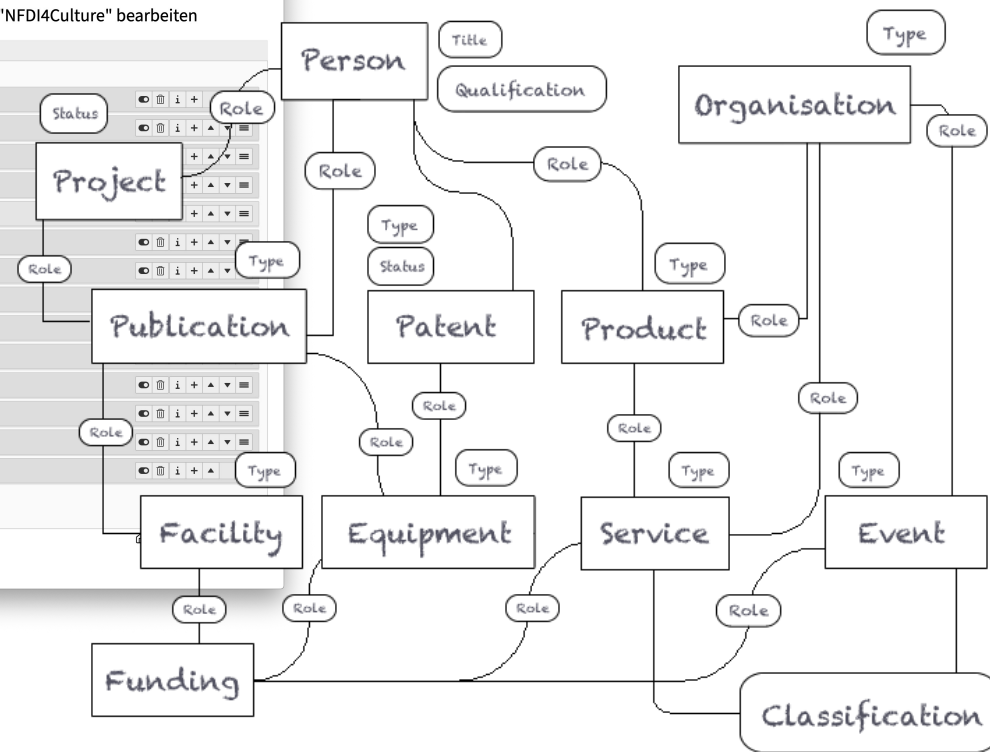 "NFDI4Culture" bearbeiten
Person
Title
Qualification
Type
Organisation
Role
Status
Role
Project
Role
Role
Role
Type
Type
Status
Type
Publication
Patent
Product
Role
Role
Role
Role
Role
Role
Type
Type
Type
Type
Facility
Equipment
Service
Event
Role
Role
Role
Role
Funding
Classification